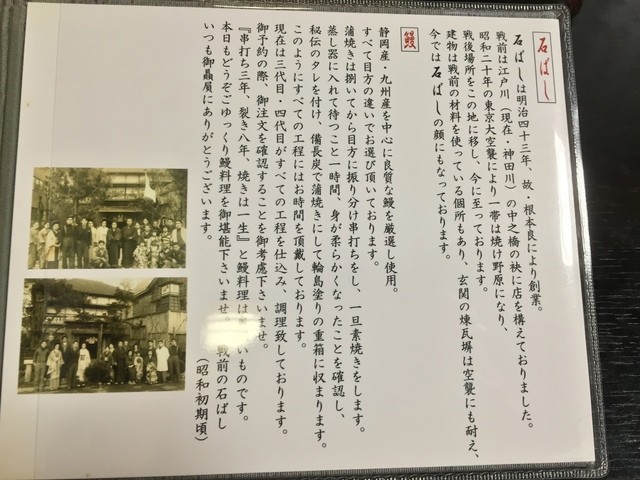 石ばし
石ばしは明治四十三年、故・根本良により創業。
戦前は江戸川（現在・神田川）の中之橋の袂に店を構えておりました。
昭和二十年の東京大空襲により一帯は焼け野原になり、
戦後場所をこの地に移し、今に至っております。
建物は戦前の材料を使っている個所もあり、玄関の煉瓦塀は空襲にも耐え、
今では石ばしの顔にもなっております。
鰻
静岡産・九州産を中心に良質な鰻を厳選し使用。
すべて目方の違いでお選び頂いております。
蒲焼きは捌いてから目方に振り分け串打ちをし、一旦素焼きをします。
蒸し器に入れて待つこと一時間、身が柔らかくなったことを確認し、
秘伝のタレを付け、備長炭で蒲焼きにして輪島塗りの重箱に収まります。
このようにすべての工程にはお時間を頂戴しております。
現在は三代目・四代目がすべての工程を仕込み、調理致しております。
御予約の際、御注文を確認することを御考慮下さいませ。
『串打ち三年、裂き八年、焼きは一生』と鰻料理は いものです。
本日もどうぞごゆっくり鰻料理を御堪能下さいませ。
いつも御贔屓にありがとうございます。
戦前の石ばし
（昭和初期頃）